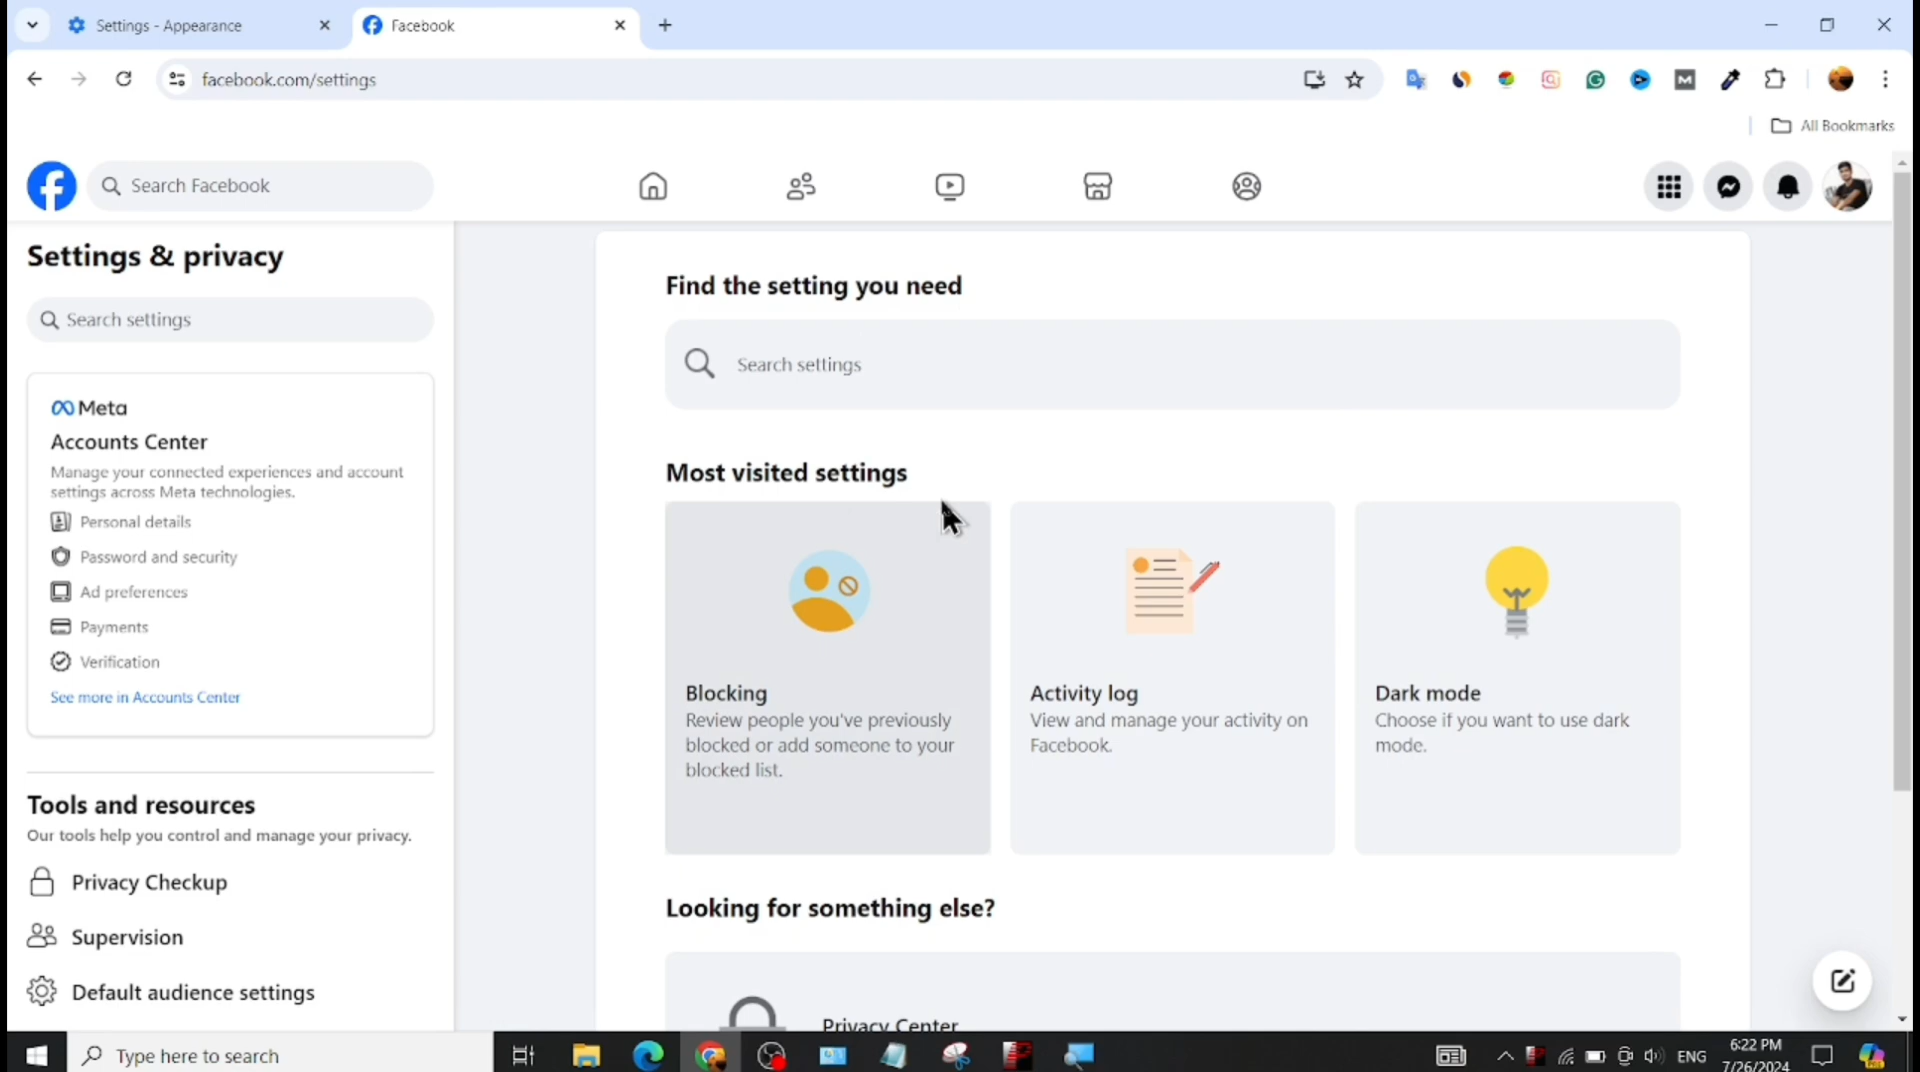 Settings - Appearance
Facebook
facebook.com/settings
All Bookmarks
Search Facebook
Settings & privacy
Search settings
Meta
Accounts Center
Manage your connected experiences and account
settings across Meta technologies.
Personal details
Password and security
Ad preferences
Payments
Verification
See more in Accounts Center
Tools and resources
Our tools help you control and manage your privacy.
Privacy Checkup
Supervision
Default audience settings
Find the setting you need
Search settings
Most visited settings
Blocking
Review people you've previously
blocked or add someone to your
blocked list.
Activity log
View and manage your activity on
Facebook.
Dark mode
Choose if you want to use dark
mode.
Looking for something else?
Privacy Center
Type here to search
ENG
6:22 PM
7/26/2024